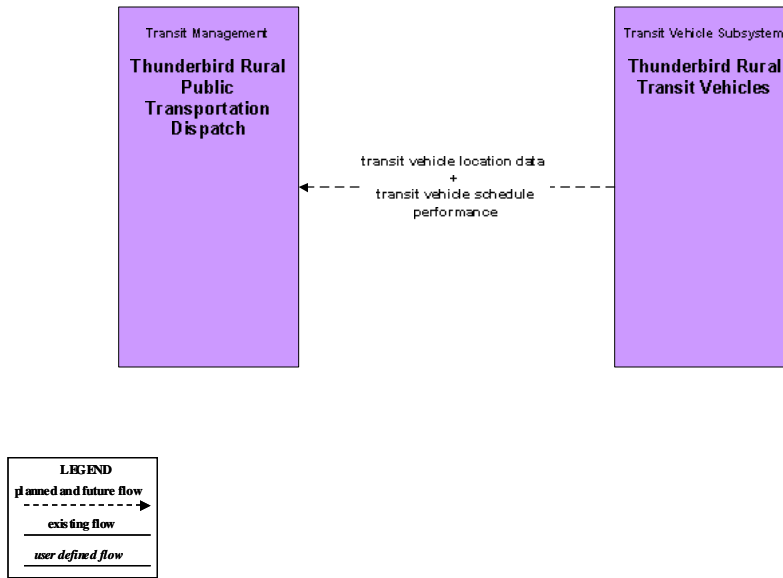 Transit Management
Thunderbird Rural
Public
Transportation
Dispatch
transit vehicle location data
+
transit vehicle schedule
performance
Transit Vehicle Subsystem
Thunderbird Rural
Transit Vehicles
LEGEND
planned and future flow
existing flow
user defined flow